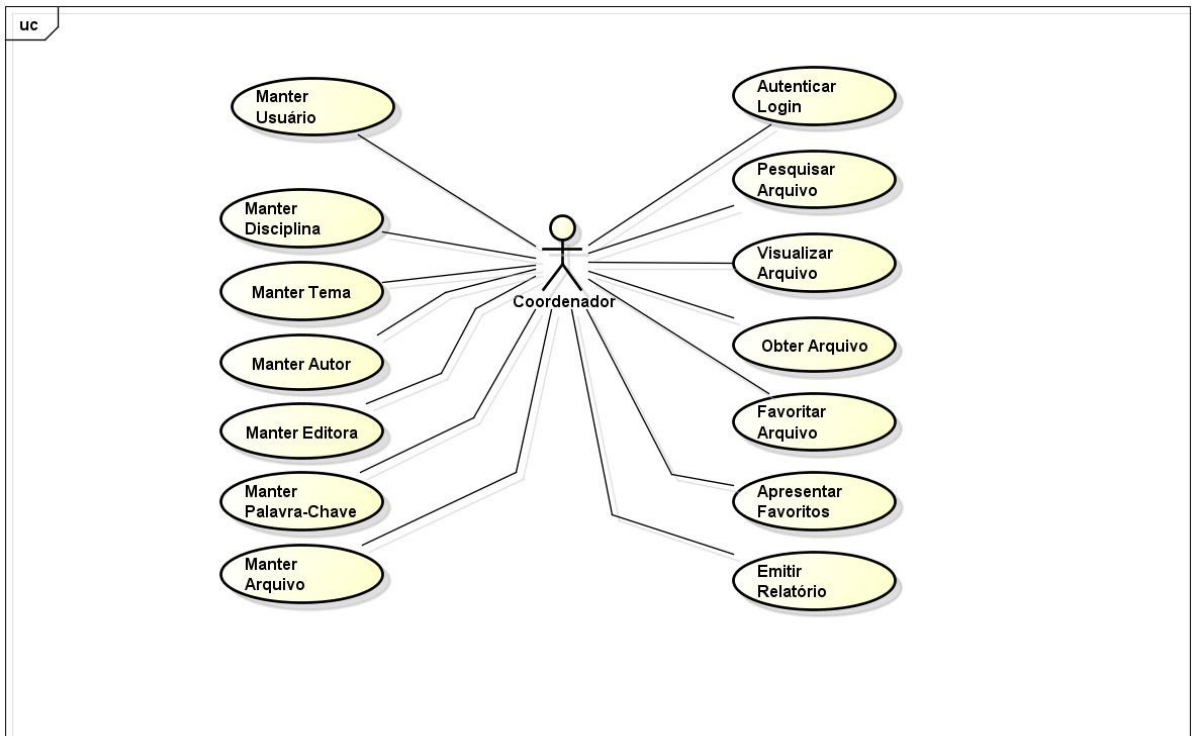 uc
Manter
Usuário
Manter
Disciplina
Manter Tema
Manter Autor
Manter Editora
Manter
Palavra-Chave
Manter
Arquivo
Coordenador
Autenticar
Login
Pesquisar
Arquivo
Visualizar
Arquivo
Obter Arquivo
Favoritar
Arquivo
Apresentar
Favoritos
Emitir
Relatório